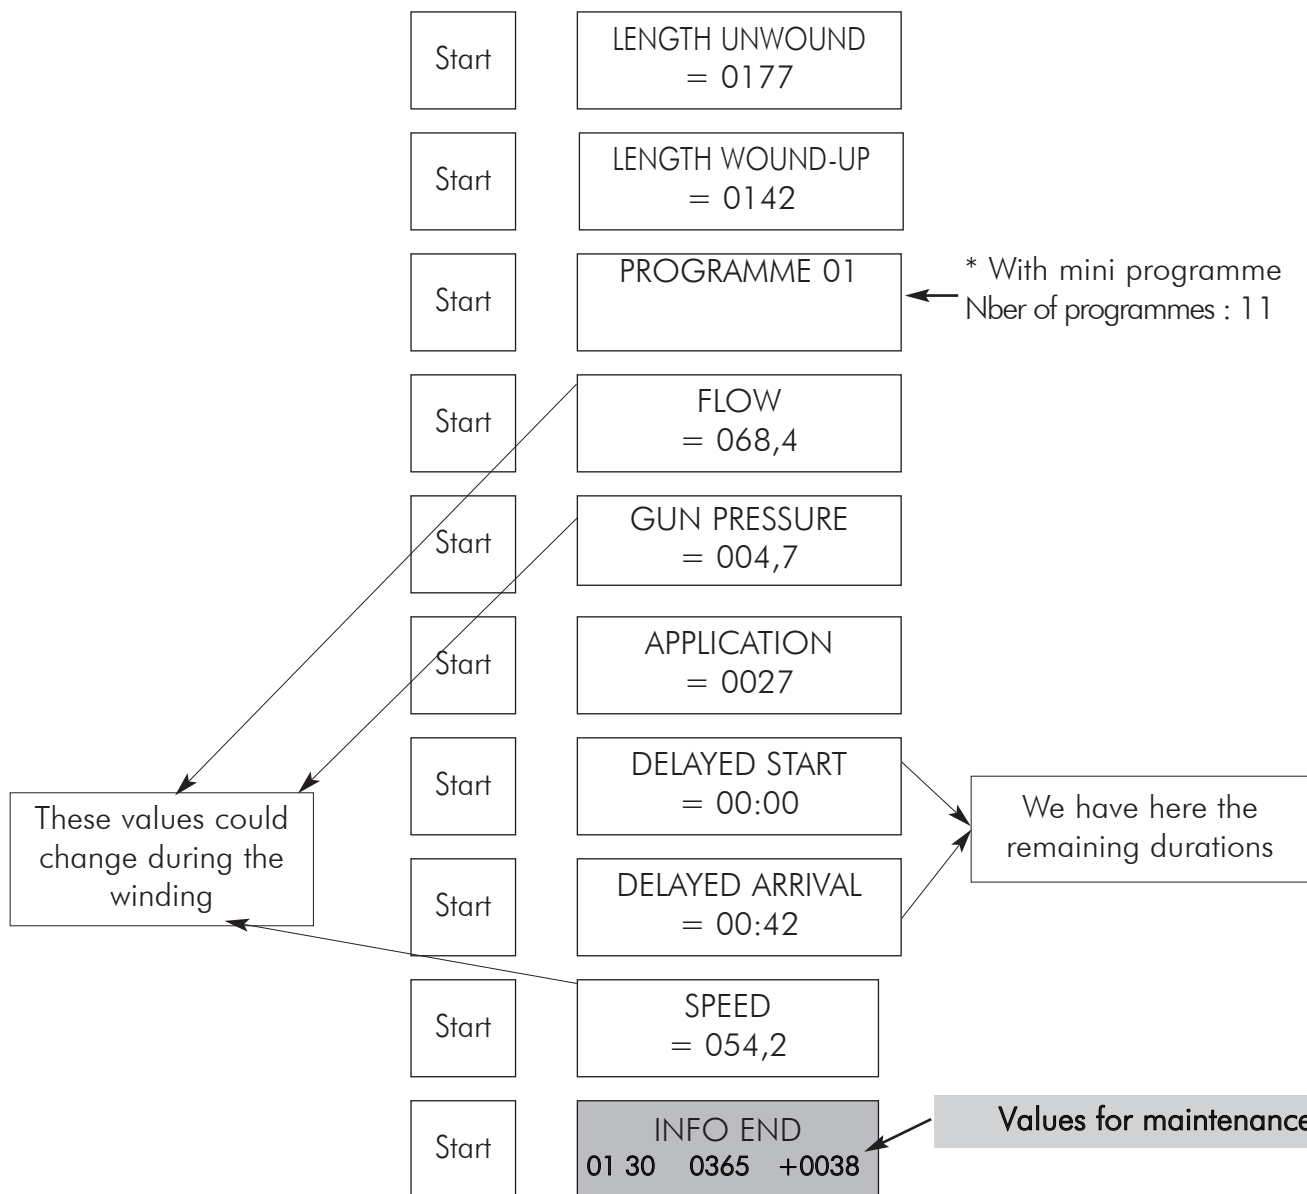 Start
LENGTH UNWOUND
= 0177
Start
LENGTH WOUND-UP
= 0142
Start
PROGRAMME 01
* With mini programme
Nber of programmes : 11
Start
FLOW
= 068,4
Start
GUN PRESSURE
= 004,7
Start
APPLICATION
= 0027
Start
DELAYED START
= 00:00
These values could
change during the
winding
We have here the
remaining durations
Start
DELAYED ARRIVAL
= 00:42
Start
SPEED
= 054,2
Start
INFO END
01 30 0365 +0038
Values for maintenance